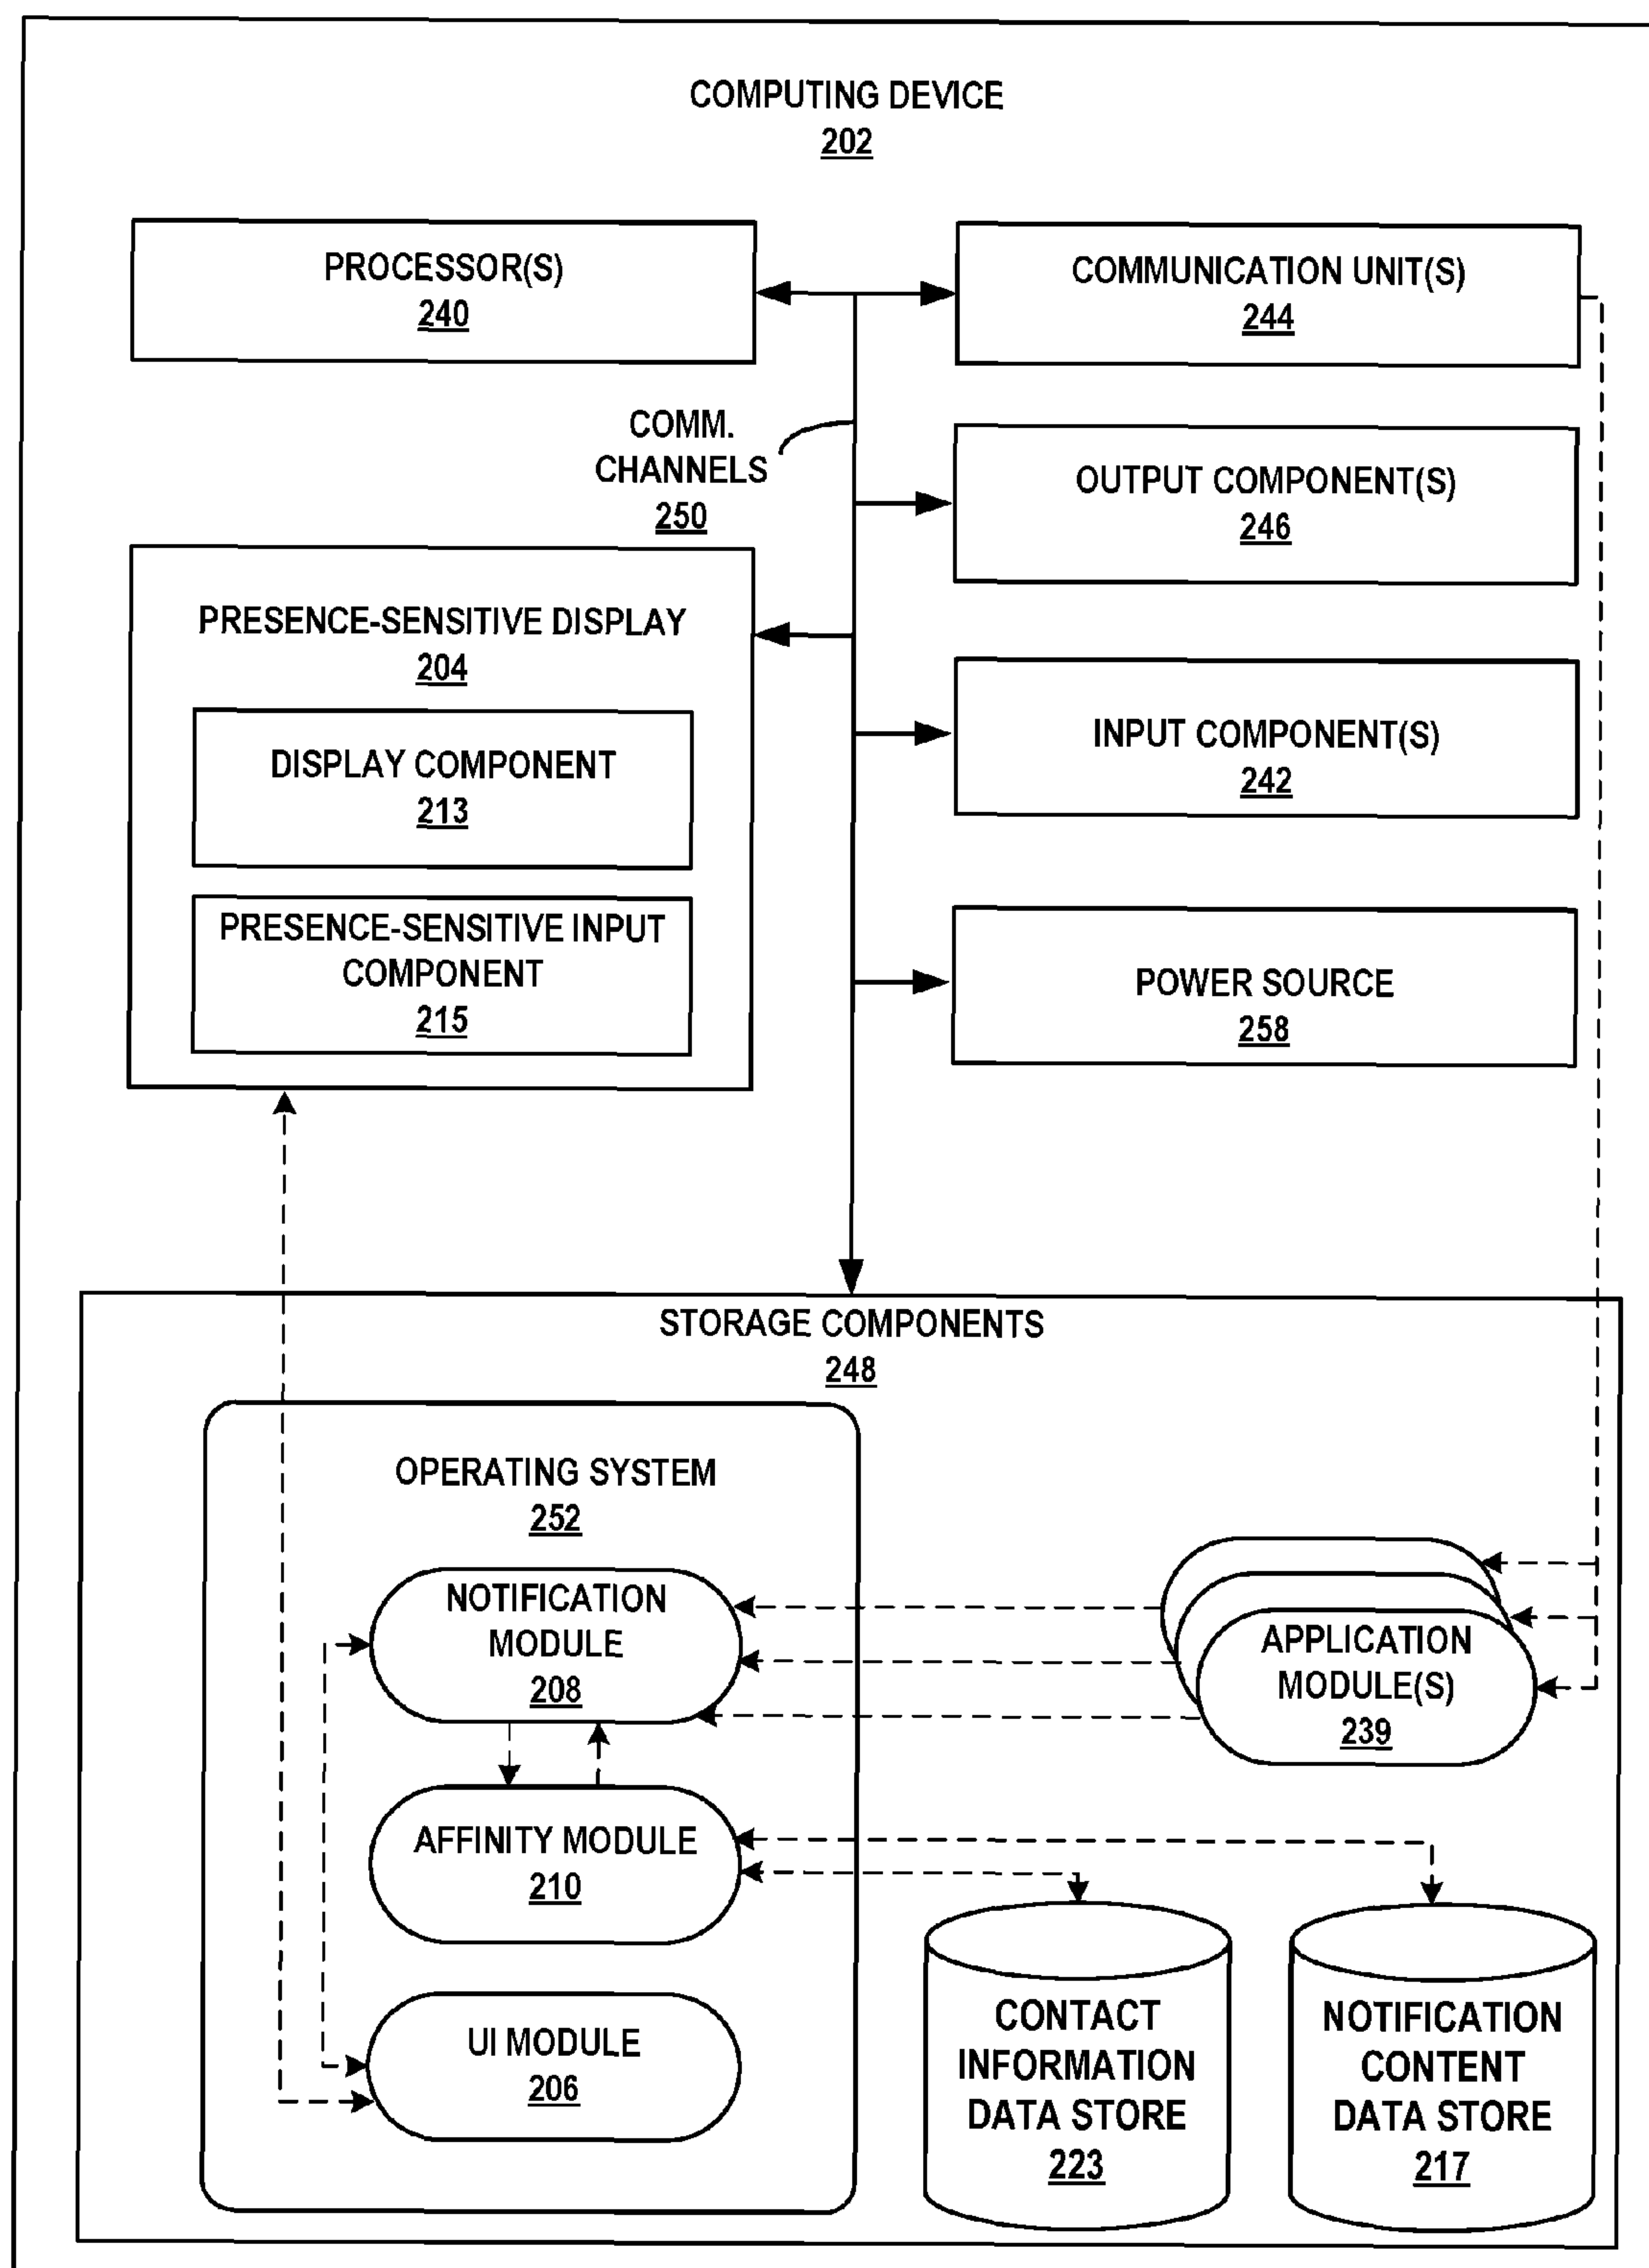 COMPUTING DEVICE
202
PROCESSOR(S)
240
COMMUNICATION UNIT(S)
244
COMM.
CHANNELS
250
OUTPUT COMPONENT(S)
246
PRESENCE-SENSITIVE DISPLAY
204
DISPLAY COMPONENT
213
PRESENCE-SENSITIVE INPUT
COMPONENT
215
INPUT COMPONENT(S)
242
POWER SOURCE
258
STORAGE COMPONENTS
248
OPERATING SYSTEM
252
NOTIFICATION
MODULE
208
APPLICATION
MODULE(S)
239
AFFINITY MODULE
210
UI MODULE
206
CONTACT
INFORMATION
DATA STORE
223
NOTIFICATION
CONTENT
DATA STORE
217